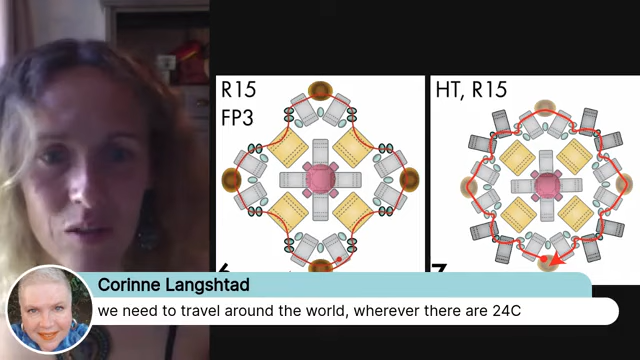 R15
FP3
HT, R15
Corinne Langshtad
we need to travel around the world, wherever there are 24C